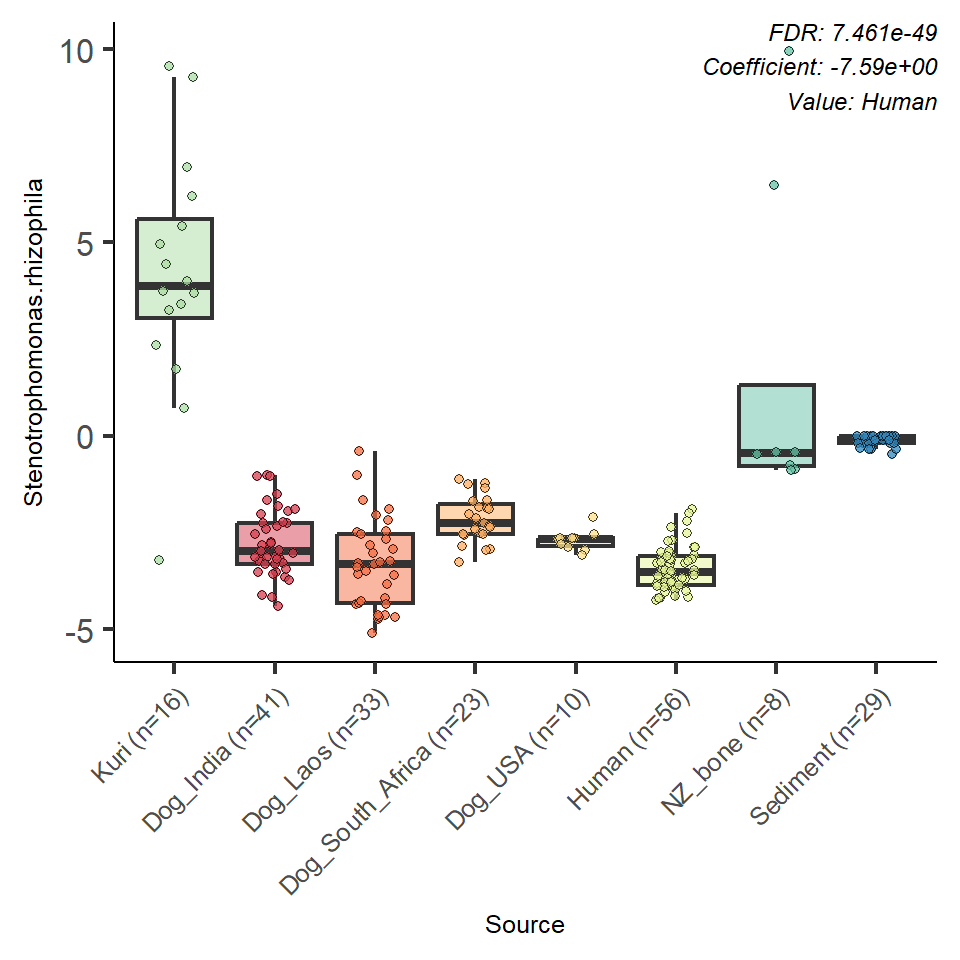 FDR: 7.461e-49
Coefficient: -7.59e+00
Value: Human
Stenotrophomonas.rhizophila
10
5
0
-5
Kuri (n=16)
Dog_India (n=41)
Dog_Laos (n=33)
Dog_South_Africa (n=23)
Dog_USA (n=10)
Human (n=56)
NZ_bone (n=8)
Sediment (n=29)
Source